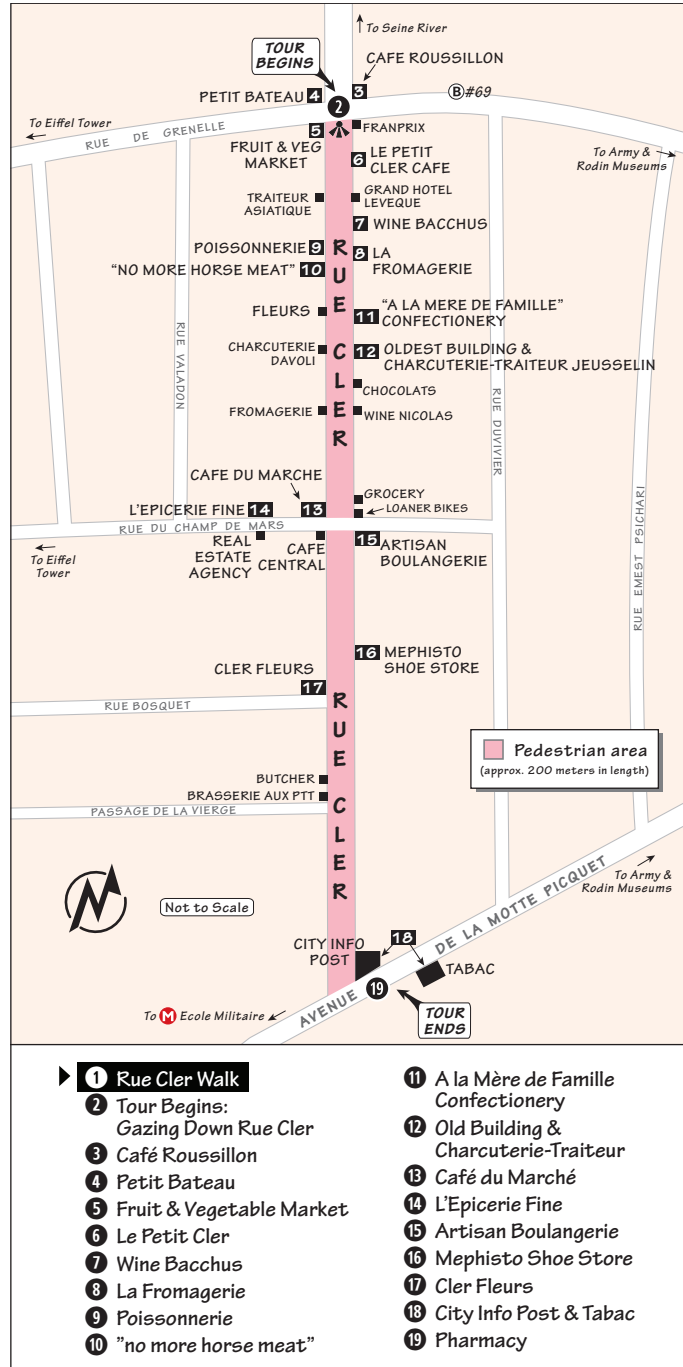 To Seine River
TOUR
BEGINS
CAFE ROUSSILLON
PETIT BATEAU 4
3
2
B #69
To Eiffel Tower
RUE DE GRENELLE
5
FRANPRIX
FRUIT & VEG
MARKET
6 LE PETIT
CLER CAFE
To Army &
Rodin Museums
TRAITEUR
ASIATIQUE
GRAND HOTEL
LEVEQUE
7 WINE BACCHUS
POISSONNERIE 9
8 LA
FROMAGERIE
"NO MORE HORSE MEAT" 10
RUE CLER
FLEURS
11 "A LA MERE DE FAMILLE"
CONFECTIONERY
RUE VALADON
CHARCUTERIE
DAVOLI
12 OLDEST BUILDING &
CHARCUTERIE-TRAITEUR JEUSSELIN
CHOCOLATS
FROMAGERIE
WINE NICOLAS
RUE DUVIVIER
CAFE DU MARCHE
GROCERY
LOANER BIKES
L'EPICERIE FINE 14
13
RUE DU CHAMP DE MARS
To Eiffel
Tower
REAL
ESTATE
AGENCY
CAFE
CENTRAL
15 ARTISAN
BOULANGERIE
RUE EMEST PSICHARI
16 MEPHISTO
SHOE STORE
CLER FLEURS
17
RUE BOSQUET
RUE CLER
Pedestrian area
(approx. 200 meters in length)
BUTCHER
BRASSERIE AUX PTT
PASSAGE DE LA VIERGE
N
Not to Scale
To Army &
Rodin Museums
CITY INFO
POST
18
TABAC
AVENUE DE LA MOTTE PICQUET
19
To M Ecole Militaire
TOUR
ENDS
1 Rue Cler Walk
2 Tour Begins:
Gazing Down Rue Cler
3 Café Roussillon
4 Petit Bateau
5 Fruit & Vegetable Market
6 Le Petit Cler
7 Wine Bacchus
8 La Fromagerie
9 Poissonnerie
10 "no more horse meat"
11 A la Mère de Famille
Confectionery
12 Old Building &
Charcuterie-Traiteur
13 Café du Marché
14 L'Epicerie Fine
15 Artisan Boulangerie
16 Mephisto Shoe Store
17 Cler Fleurs
18 City Info Post & Tabac
19 Pharmacy